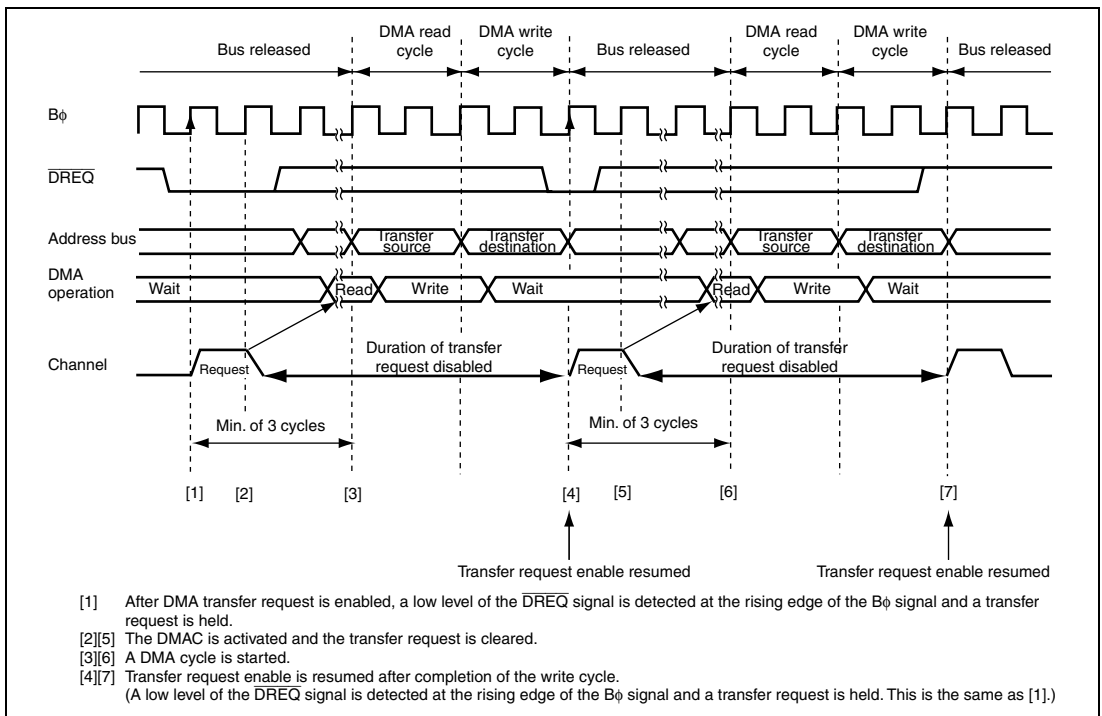 Bus released
DMA read cycle
DMA write cycle
Bus released
DMA read cycle
DMA write cycle
Bus released
Bφ
DREQ
Address bus
Transfer source
Transfer destination
Transfer source
Transfer destination
DMA operation
Wait
Read
Write
Wait
Read
Write
Wait
Channel
Request
Duration of transfer request disabled
Request
Duration of transfer request disabled
Min. of 3 cycles
Min. of 3 cycles
[1]
[2]
[3]
[4]
[5]
[6]
[7]
Transfer request enable resumed
Transfer request enable resumed
[1] After DMA transfer request is enabled, a low level of the DREQ signal is detected at the rising edge of the Bφ signal and a transfer
request is held.
[2][5] The DMAC is activated and the transfer request is cleared.
[3][6] A DMA cycle is started.
[4][7] Transfer request enable is resumed after completion of the write cycle.
(A low level of the DREQ signal is detected at the rising edge of the Bφ signal and a transfer request is held. This is the same as [1].)